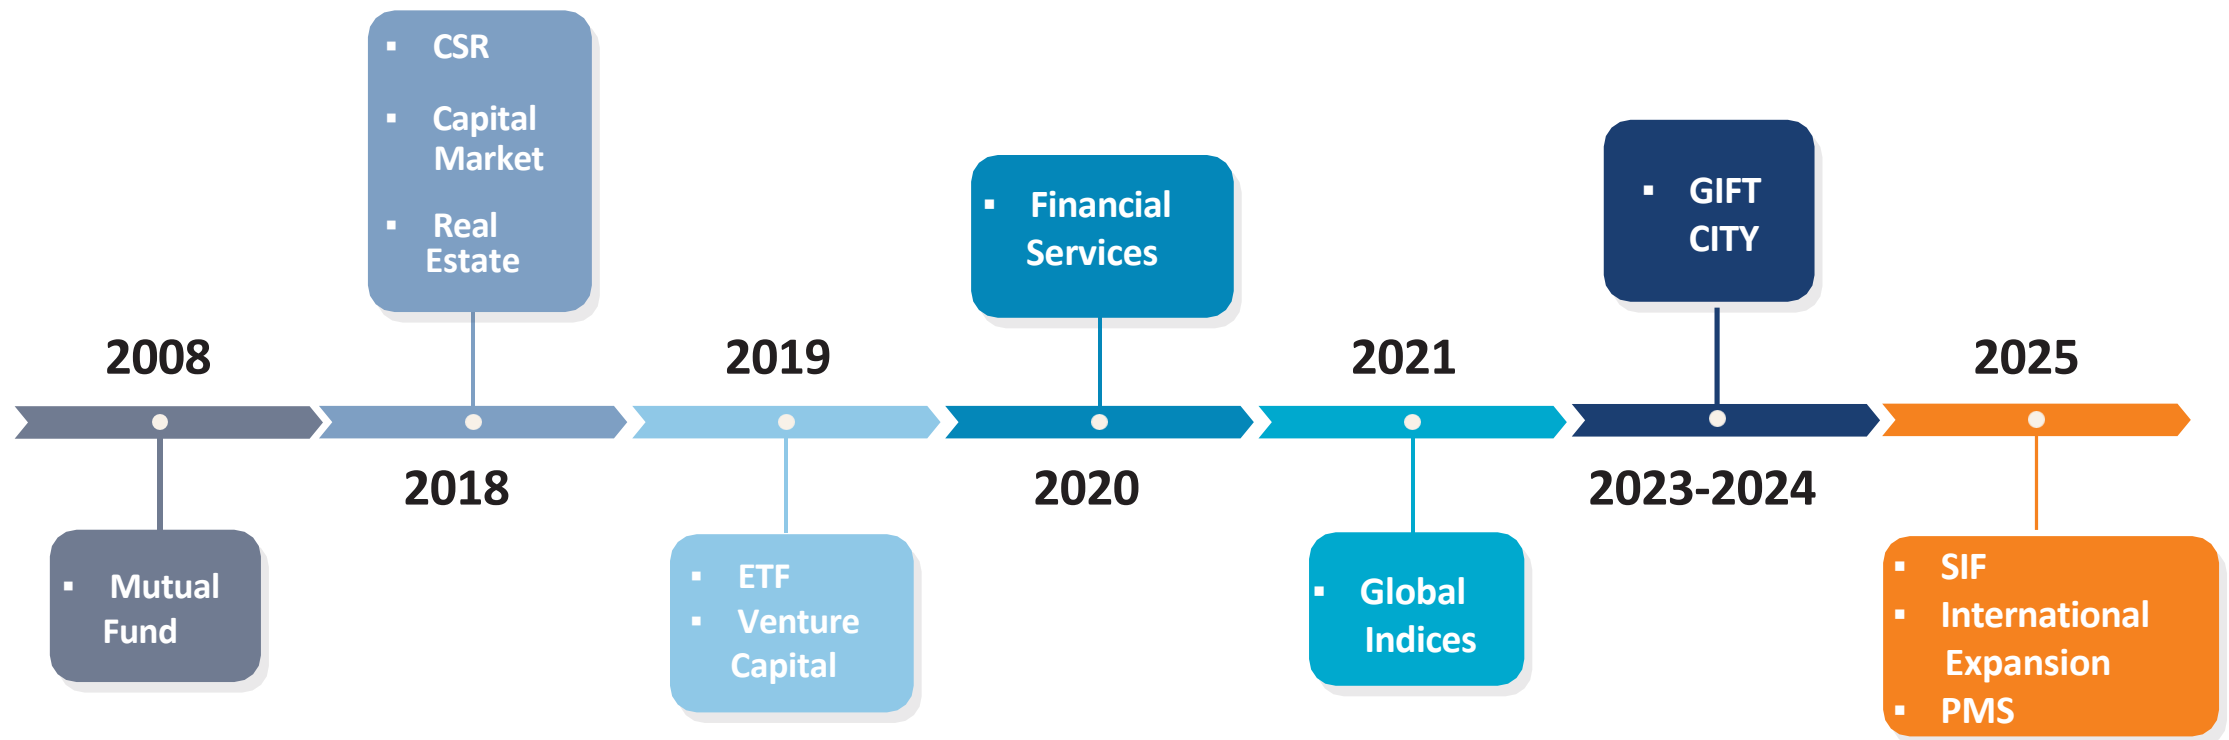 2008
▪ Mutual
Fund
▪ CSR
▪ Capital
Market
▪ Real
Estate
2018
2019
▪ ETF
▪ Venture
Capital
▪ Financial
Services
2020
2021
▪ Global
Indices
▪ GIFT
CITY
2023-2024
2025
▪ SIF
▪ International
Expansion
▪ PMS